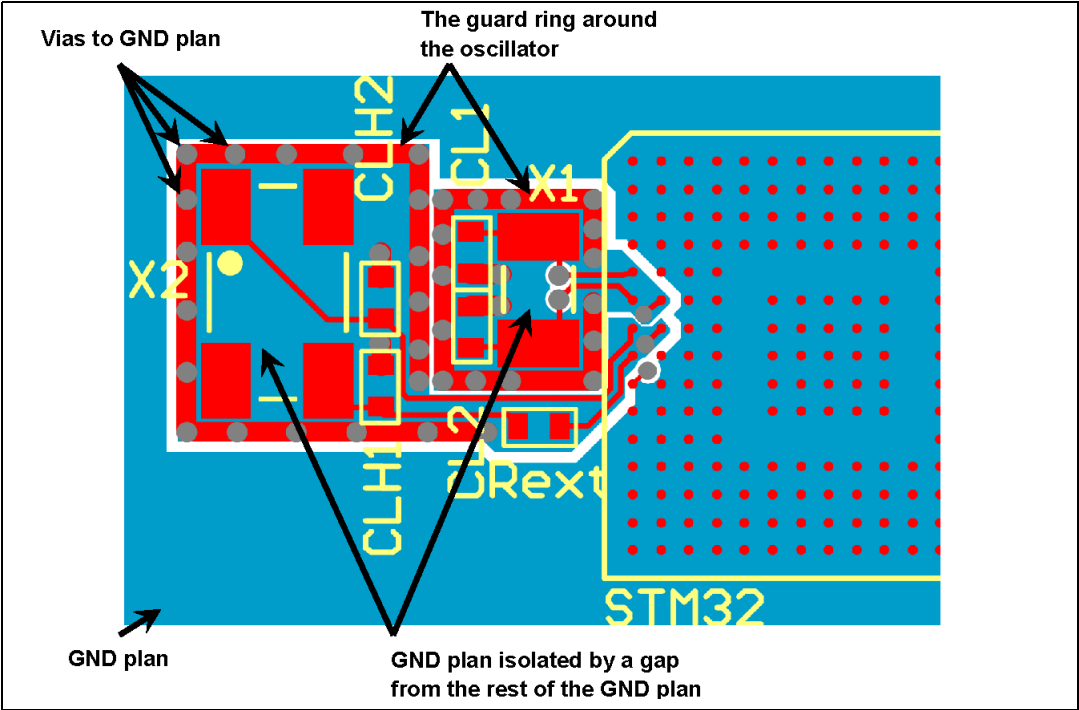 Vias to GND plan
The guard ring around
the oscillator
CLH2
CL1
X1
X2
CLH1
CL2
Rext
STM32
GND plan
GND plan isolated by a gap
from the rest of the GND plan